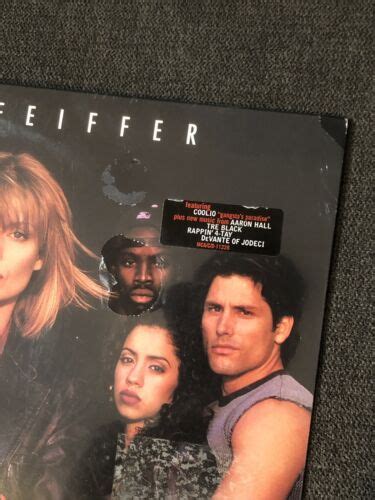 FEIFFER
featuring
COOLIO "gangsta's paradise"
plus new music from AARON HALL
TRE BLACK
RAPPIN' 4-TAY
DeVANTE OF JODECI